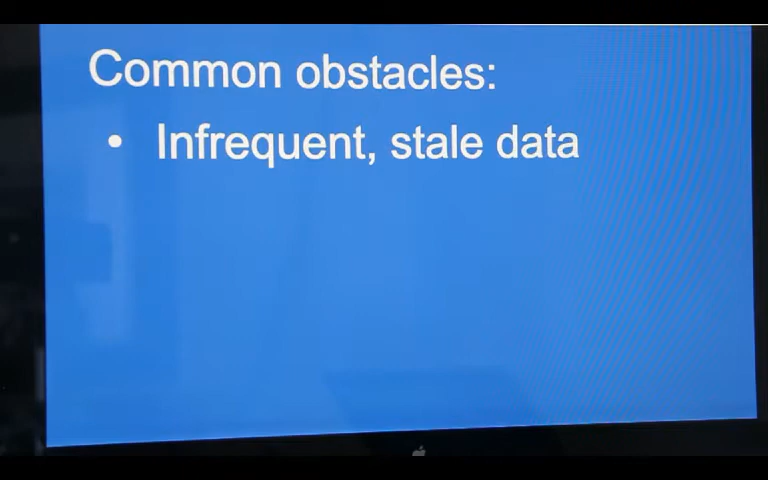 Common obstacles:
• Infrequent, stale data